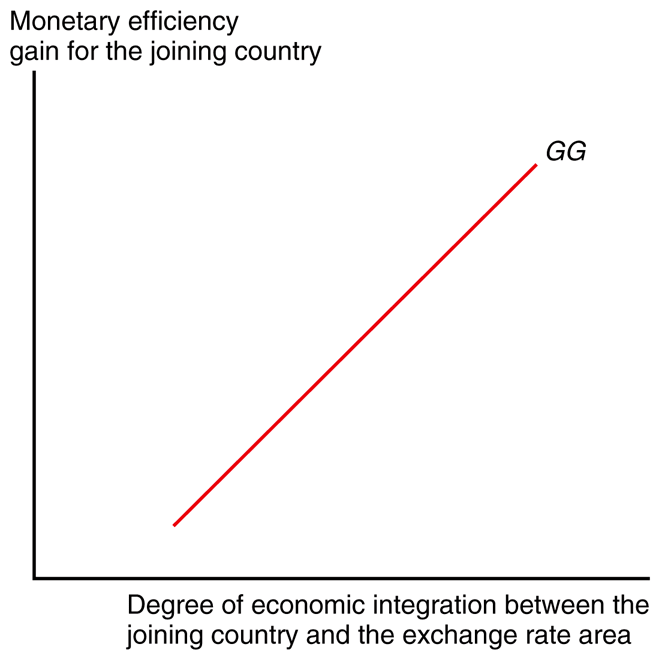 Monetary efficiency
gain for the joining country
GG
Degree of economic integration between the
joining country and the exchange rate area